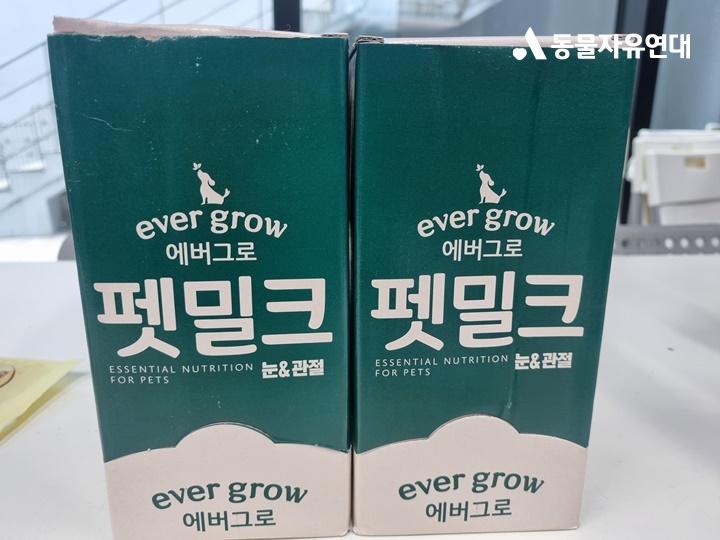 동물자유연대
ever grow
에버그로
펫밀크
ESSENTIAL NUTRITION
FOR PETS
눈&관절
ever grow
에버그로
ever grow
에버그로
펫밀크
ESSENTIAL NUTRITION
FOR PETS
눈&관절
ever grow
에버그로